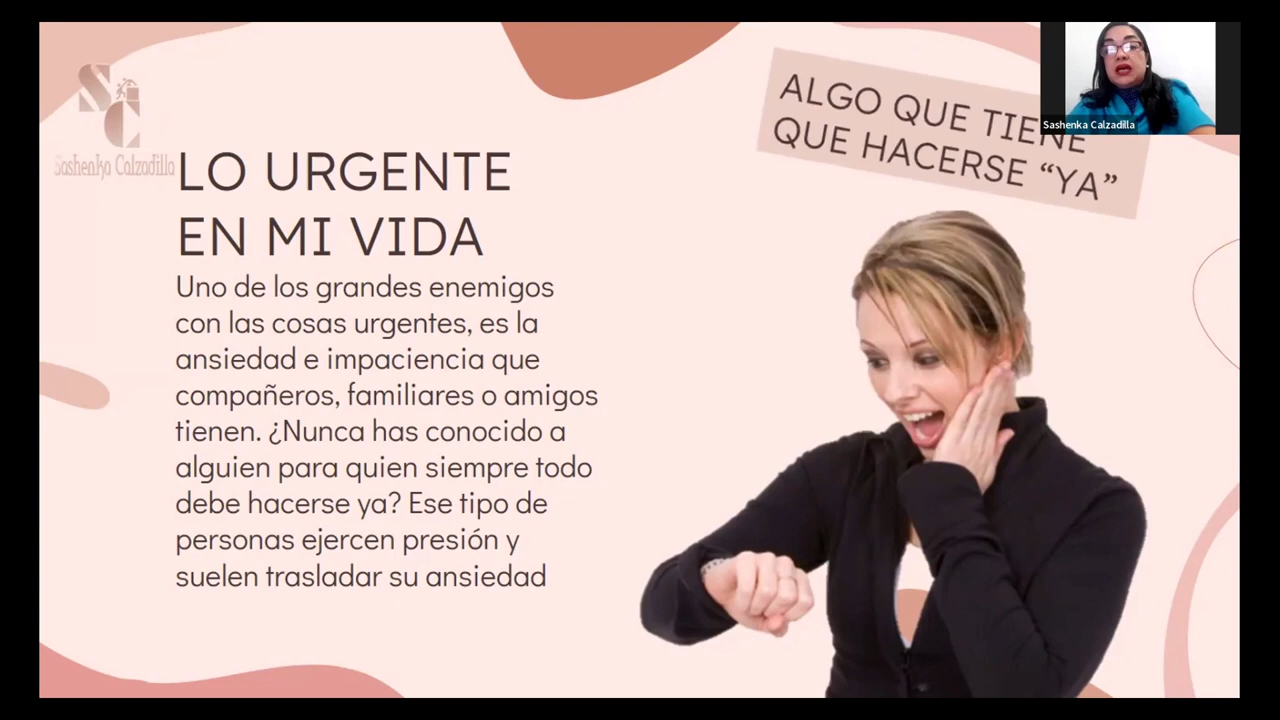 SC
Sashenka Calzadilla
LO URGENTE
EN MI VIDA
Uno de los grandes enemigos
con las cosas urgentes, es la
ansiedad e impaciencia que
compañeros, familiares o amigos
tienen. ¿Nunca has conocido a
alguien para quien siempre todo
debe hacerse ya? Ese tipo de
personas ejercen presión y
suelen trasladar su ansiedad
ALGO QUE TIENE
QUE HACERSE “YA”
Sashenka Calzadilla